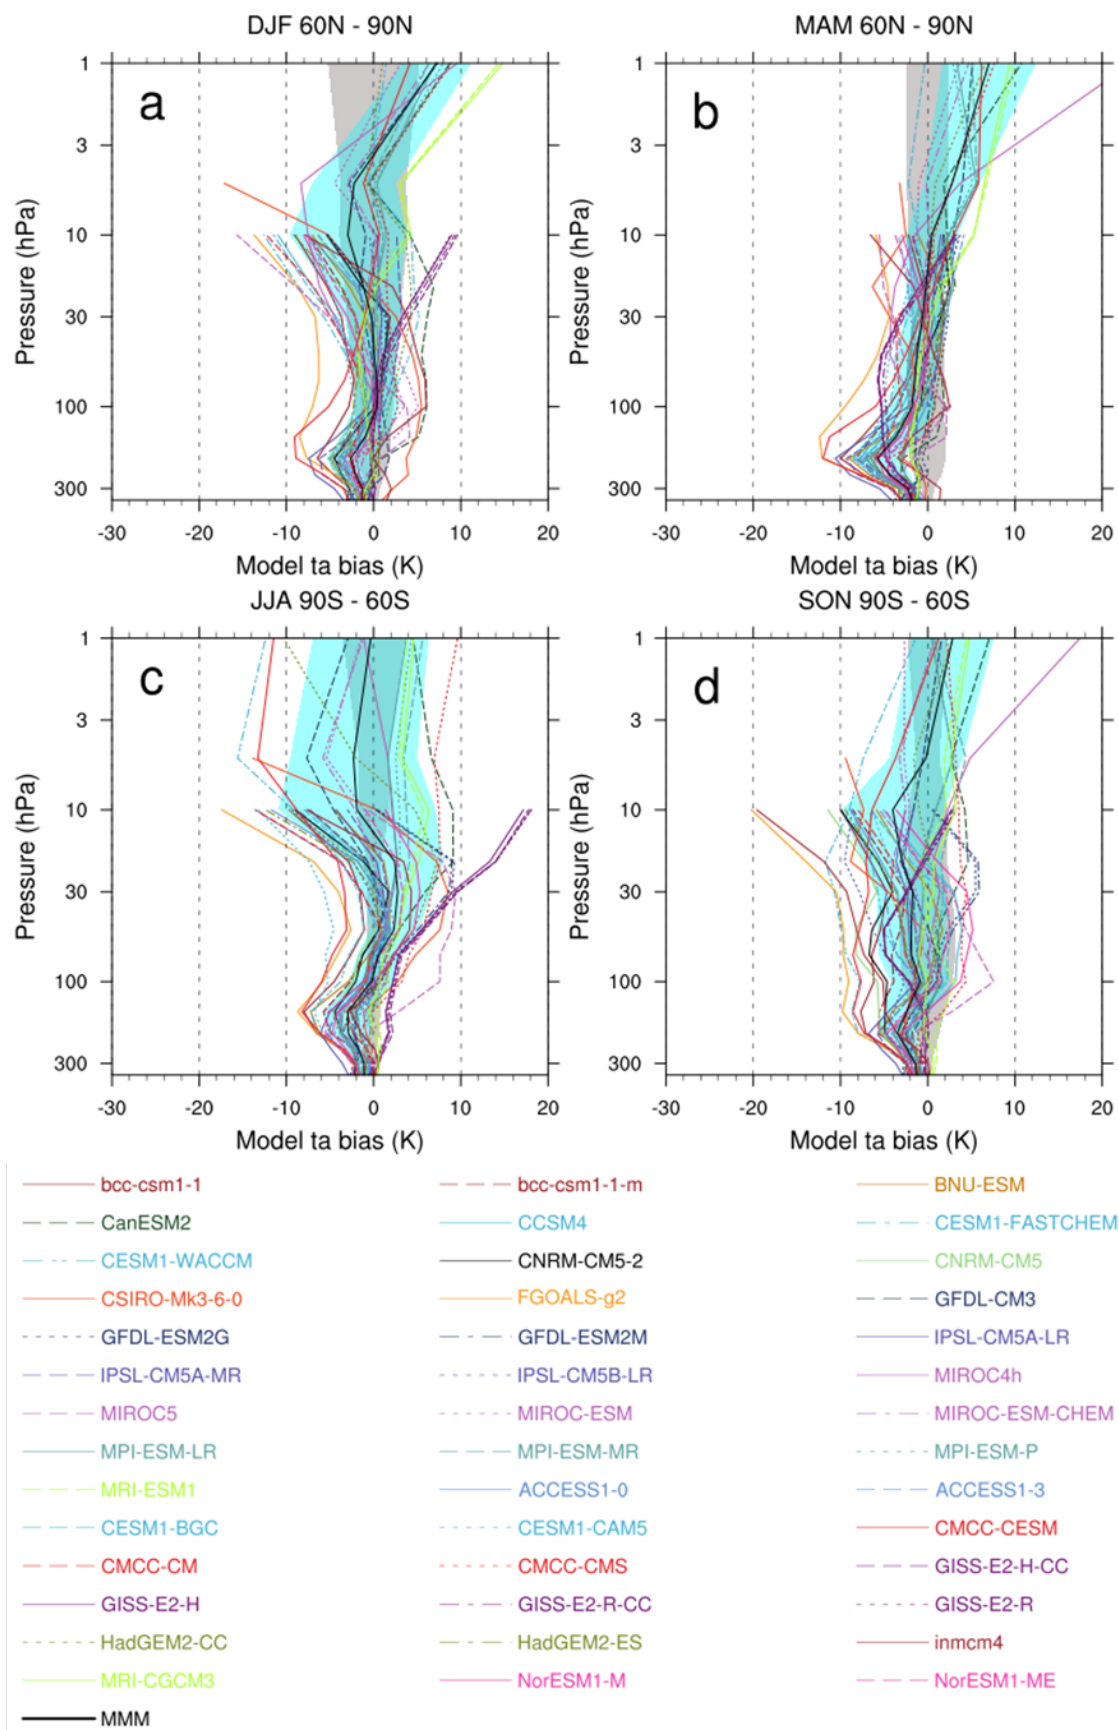 DJF 60N - 90N
MAM 60N - 90N
a
b
Pressure (hPa)
Pressure (hPa)
1
3
10
30
100
300
1
3
10
30
100
300
-30 -20 -10 0 10 20
-30 -20 -10 0 10 20
Model ta bias (K)
Model ta bias (K)
JJA 90S - 60S
SON 90S - 60S
c
d
Pressure (hPa)
Pressure (hPa)
1
3
10
30
100
300
1
3
10
30
100
300
-30 -20 -10 0 10 20
-30 -20 -10 0 10 20
Model ta bias (K)
Model ta bias (K)
bcc-csm1-1 bcc-csm1-1-m BNU-ESM
CanESM2 CCSM4 CESM1-FASTCHEM
CESM1-WACCM CNRM-CM5-2 CNRM-CM5
CSIRO-Mk3-6-0 FGOALS-g2 GFDL-CM3
GFDL-ESM2G GFDL-ESM2M IPSL-CM5A-LR
IPSL-CM5A-MR IPSL-CM5B-LR MIROC4h
MIROC5 MIROC-ESM MIROC-ESM-CHEM
MPI-ESM-LR MPI-ESM-MR MPI-ESM-P
MRI-ESM1 ACCESS1-0 ACCESS1-3
CESM1-BGC CESM1-CAM5 CMCC-CESM
CMCC-CM CMCC-CMS GISS-E2-H-CC
GISS-E2-H GISS-E2-R-CC GISS-E2-R
HadGEM2-CC HadGEM2-ES inmcm4
MRI-CGCM3 NorESM1-M NorESM1-ME
MMM